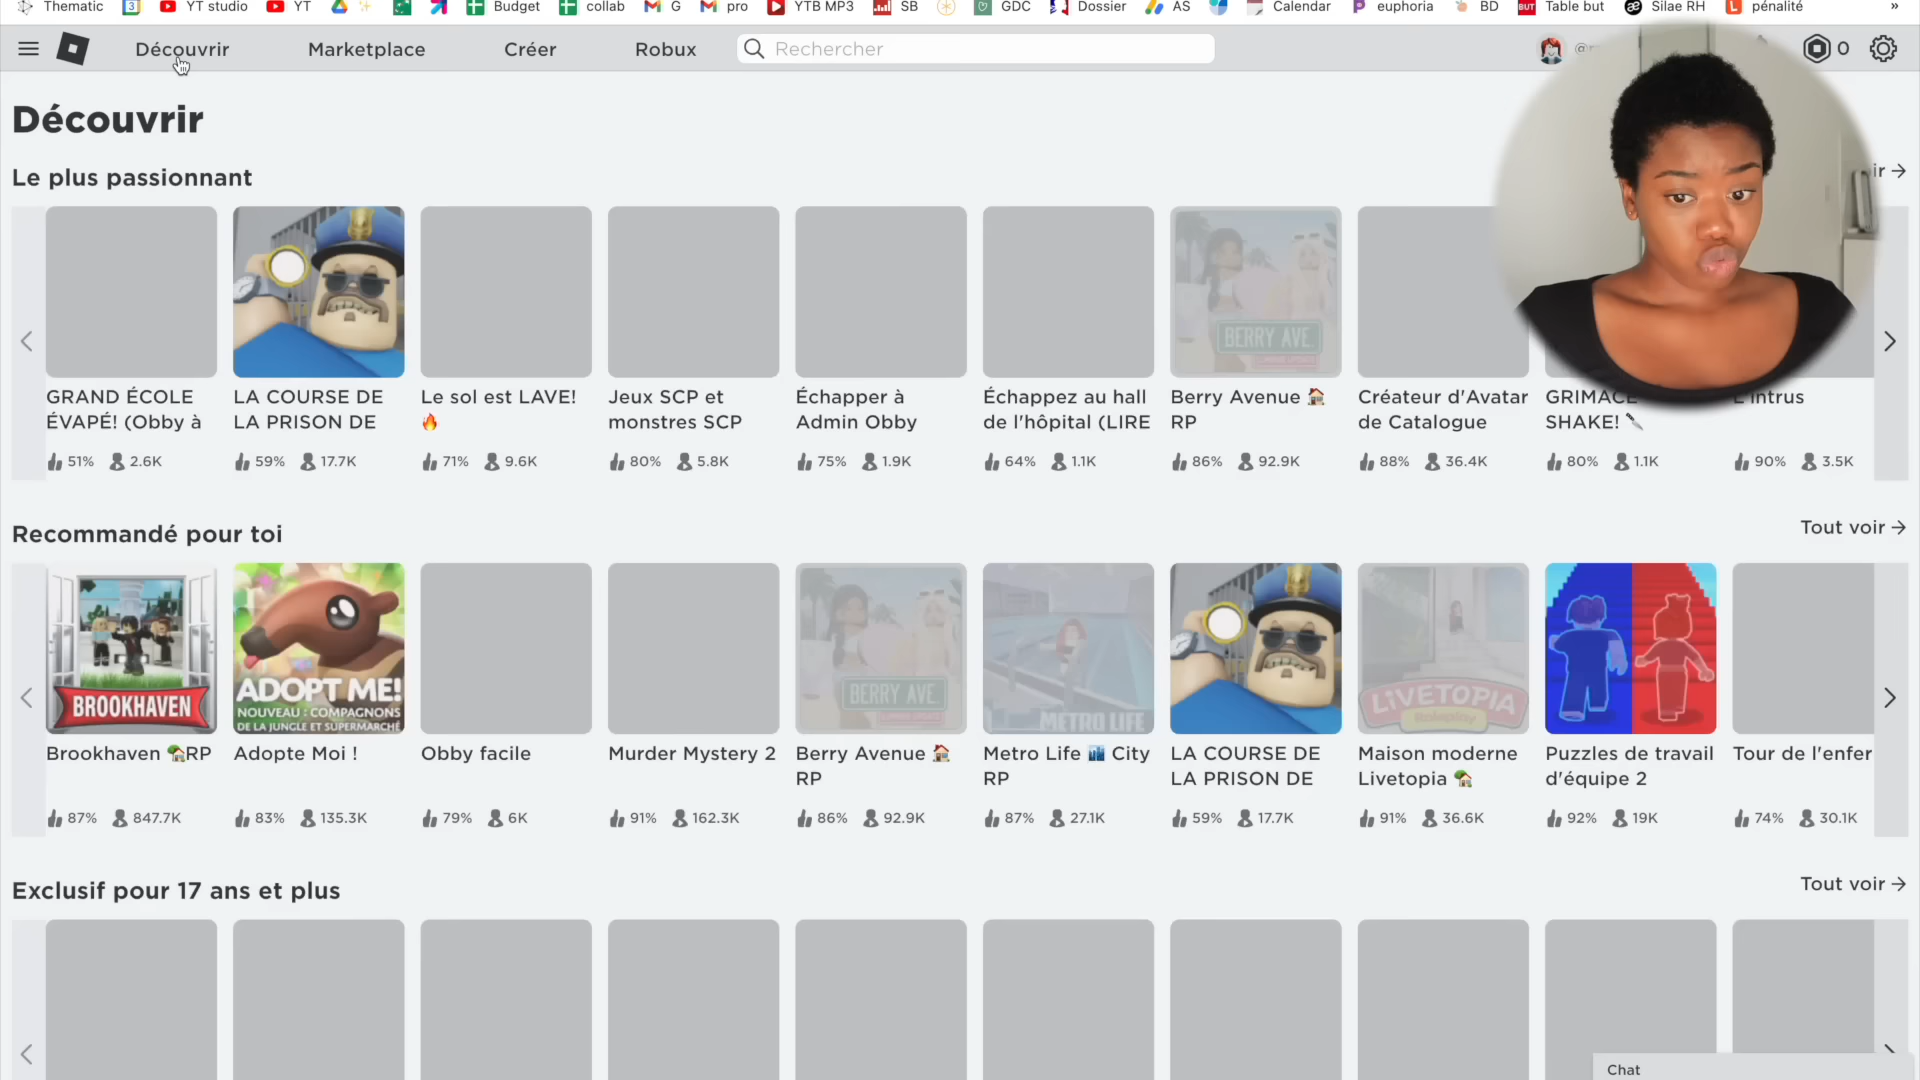 Thematic YT studio YT Budget collab G pro YTB MP3 SB GDC Dossier AS Calendar euphoria BD BUT Table but Silae RH pénalité »
Découvrir Marketplace Créer Robux Rechercher 0
Découvrir
Le plus passionnant
GRAND ÉCOLE ÉVAPÉ! (Obby à
51% 2.6K
LA COURSE DE LA PRISON DE
59% 17.7K
Le sol est LAVE! 🔥
71% 9.6K
Jeux SCP et monstres SCP
80% 5.8K
Échapper à Admin Obby
75% 1.9K
Échappez au hall de l'hôpital (LIRE
64% 1.1K
BERRY AVE.
Berry Avenue 🏠 RP
86% 92.9K
Créateur d'Avatar de Catalogue
88% 36.4K
GRIMACE SHAKE! 🔪
80% 1.1K
L'intrus
90% 3.5K
Recommandé pour toi
Tout voir →
BROOKHAVEN
Brookhaven 🏡RP
87% 847.7K
ADOPT ME!
NOUVEAU : COMPAGNONS
DE LA JUNGLE ET SUPERMARCHÉ
Adopte Moi !
83% 135.3K
Obby facile
79% 6K
Murder Mystery 2
91% 162.3K
BERRY AVE
Berry Avenue 🏠 RP
86% 92.9K
METRO LIFE
Metro Life 🏙️ City RP
87% 27.1K
LA COURSE DE LA PRISON DE
59% 17.7K
LIVETOPIA
Roleplay
Maison moderne Livetopia 🏡
91% 36.6K
Puzzles de travail d'équipe 2
92% 19K
Tour de l'enfer
74% 30.1K
Exclusif pour 17 ans et plus
Tout voir →
Chat